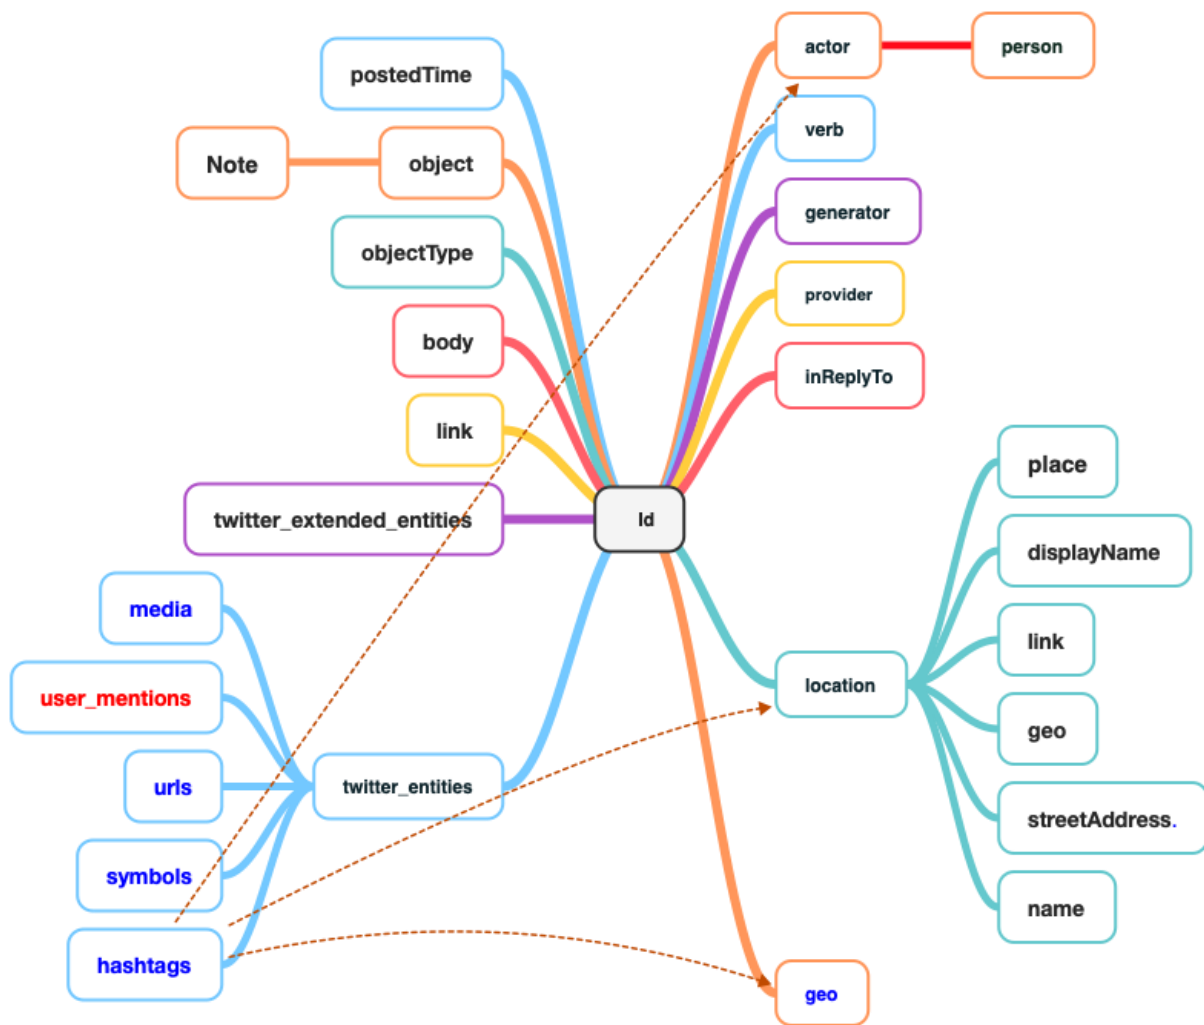 actor
person
postedTime
verb
Note
object
generator
objectType
provider
body
inReplyTo
link
place
twitter_extended_entities
Id
displayName
media
link
user_mentions
location
geo
urls
twitter_entities
streetAddress.
symbols
name
hashtags
geo